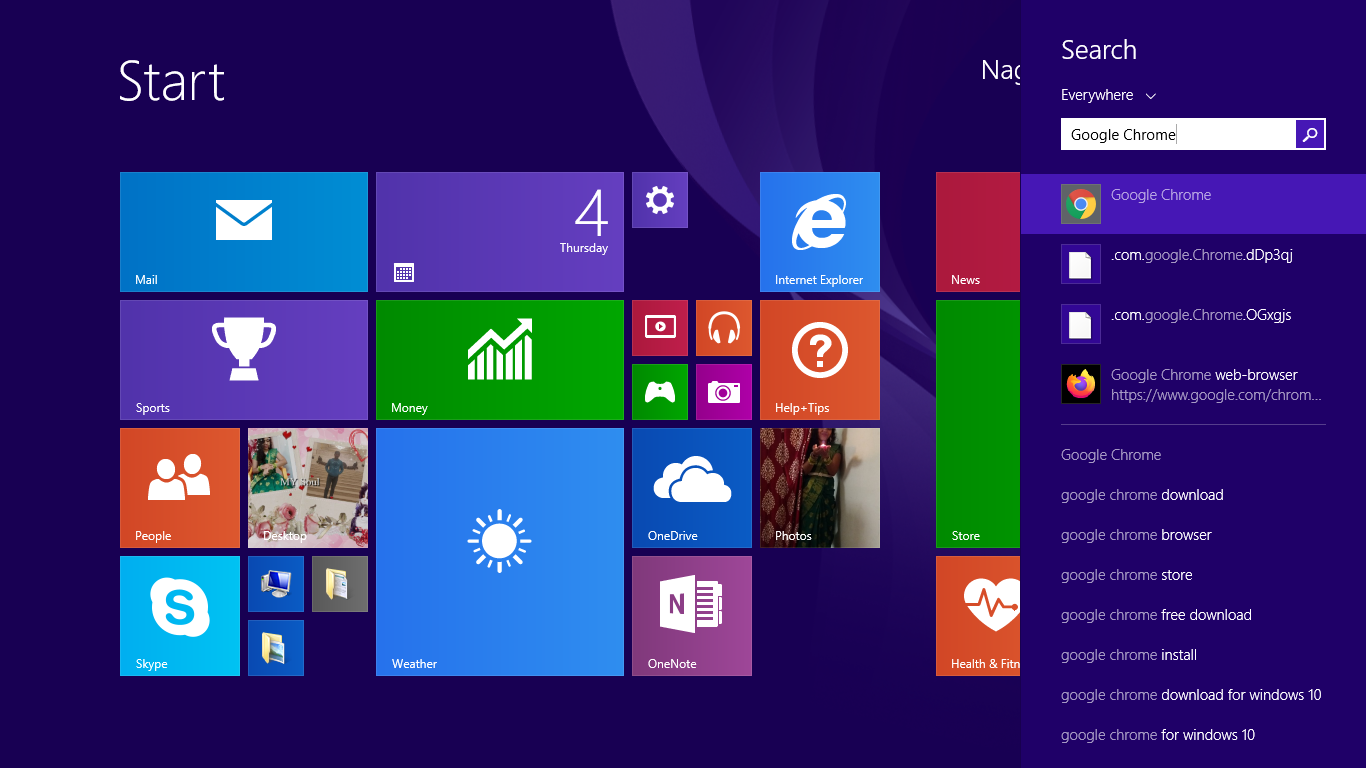 Start
Nag
Mail
4
Thursday
Internet Explorer
News
Sports
Money
Help+Tips
People
MY Soul
Desktop
OneDrive
Photos
Store
Skype
Weather
N
OneNote
Health & Fitn
Search
Everywhere
Google Chrome
Google Chrome
.com.google.Chrome.dDp3qj
.com.google.Chrome.OGxgjs
Google Chrome web-browser
https://www.google.com/chrom...
Google Chrome
google chrome download
google chrome browser
google chrome store
google chrome free download
google chrome install
google chrome download for windows 10
google chrome for windows 10